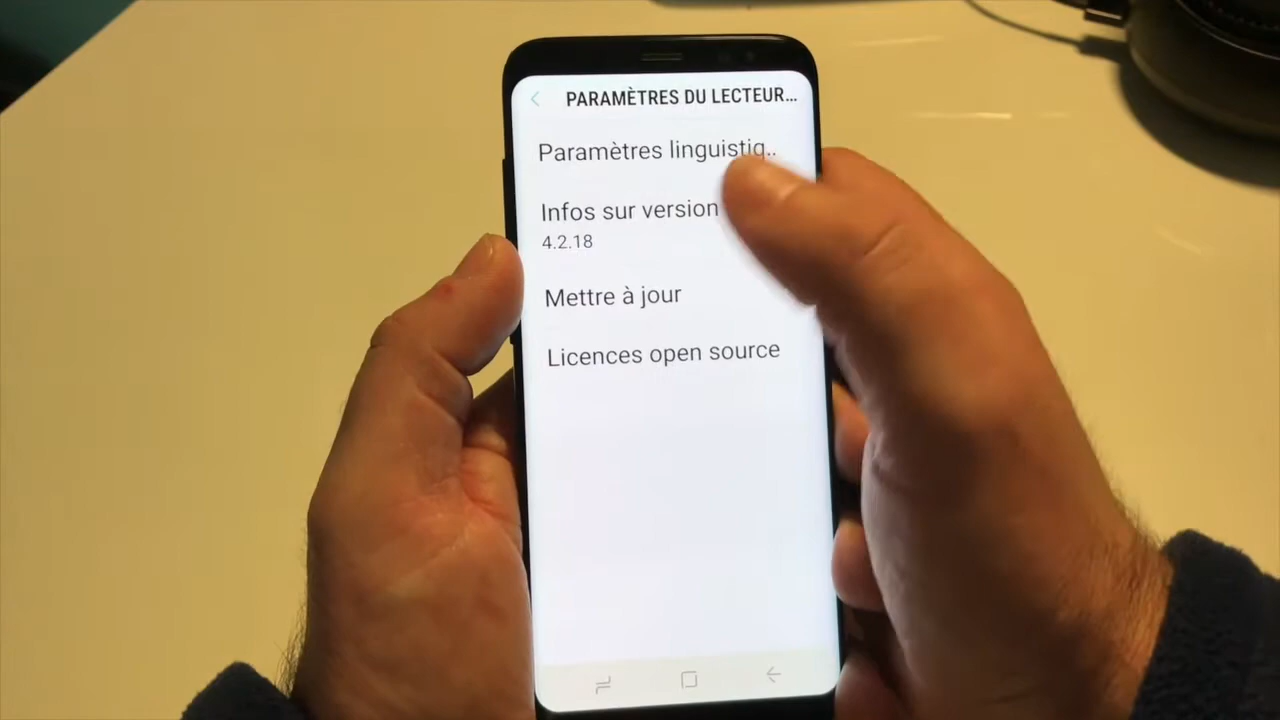 PARAMÈTRES DU LECTEUR...
Paramètres linguistiq..
Infos sur version
4.2.18
Mettre à jour
Licences open source